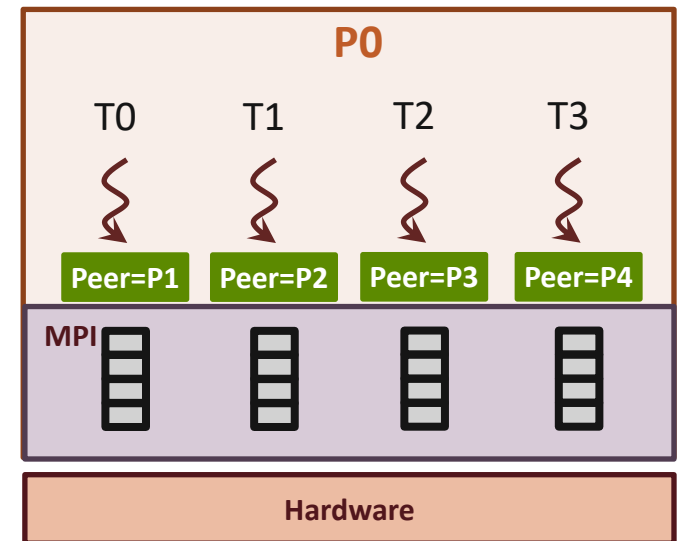 P0
T0 T1 T2 T3
Peer=P1 Peer=P2 Peer=P3 Peer=P4
MPI
Hardware